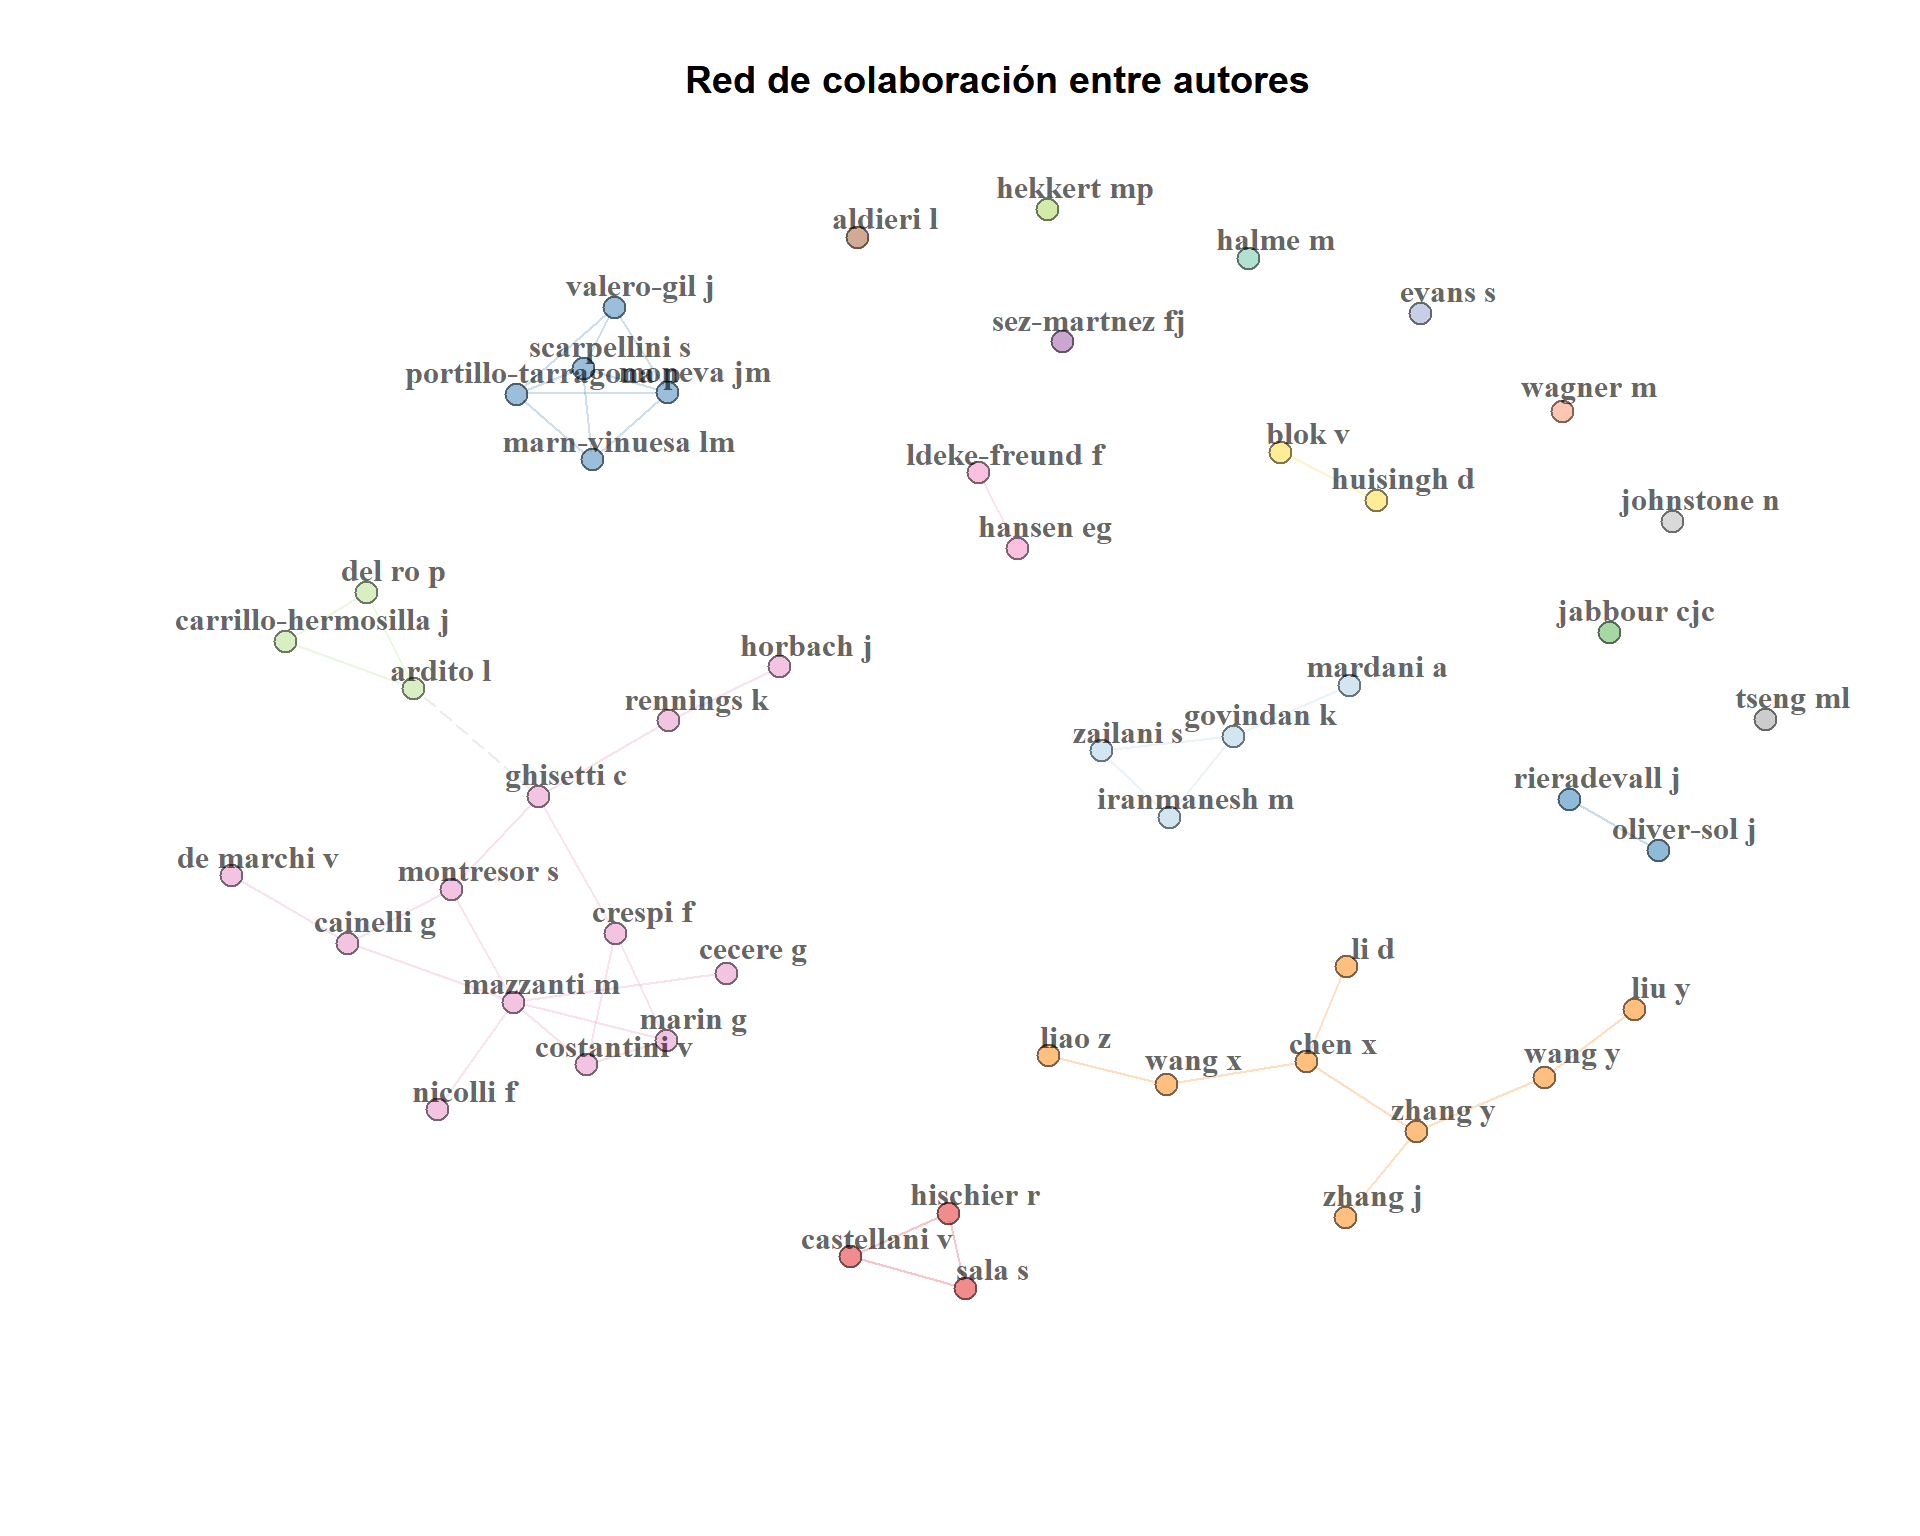 Red de colaboración entre autores
hekkert mp
aldieri l
halme m
valero-gil j
evans s
sez-martnez fj
scarpellini s
portillo-tarragona p
moneva jm
wagner m
blok v
marn-vinuesa lm
ldeke-freund f
huisingh d
johnstone n
hansen eg
del ro p
carrillo-hermosilla j
jabbour cjc
horbach j
ardito l
mardani a
rennings k
tseng ml
govindan k
zailani s
ghisetti c
rieradevall j
iranmanesh m
oliver-sol j
de marchi v
montresor s
crespi f
cainelli g
cecere g
li d
mazzanti m
liu y
marin g
liao z
costantini v
chen x
wang x
wang y
nicolli f
zhang y
hischier r
zhang j
castellani v
sala s